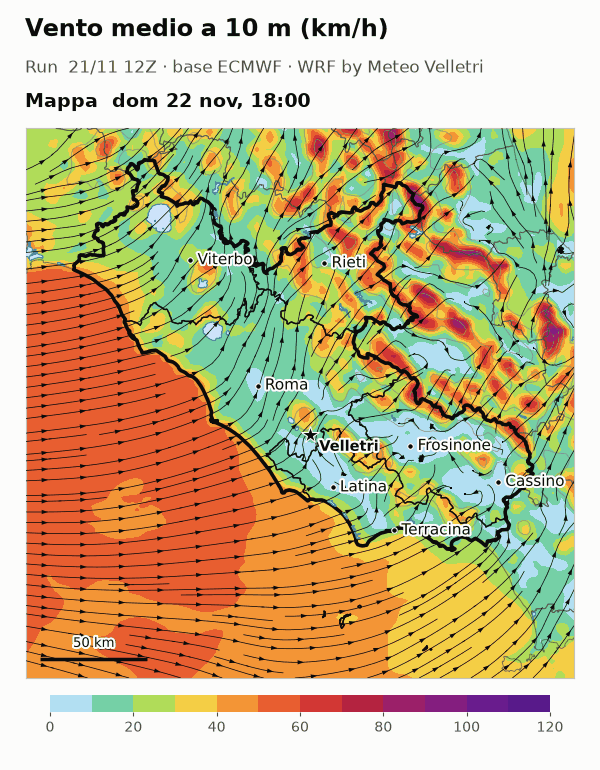 Vento medio a 10 m (km/h)
Run  21/11 12Z · base ECMWF · WRF by Meteo Velletri
Mappa  dom 22 nov, 18:00
Viterbo
Rieti
Roma
Velletri
Frosinone
Cassino
Latina
Terracina
50 km
0 20 40 60 80 100 120